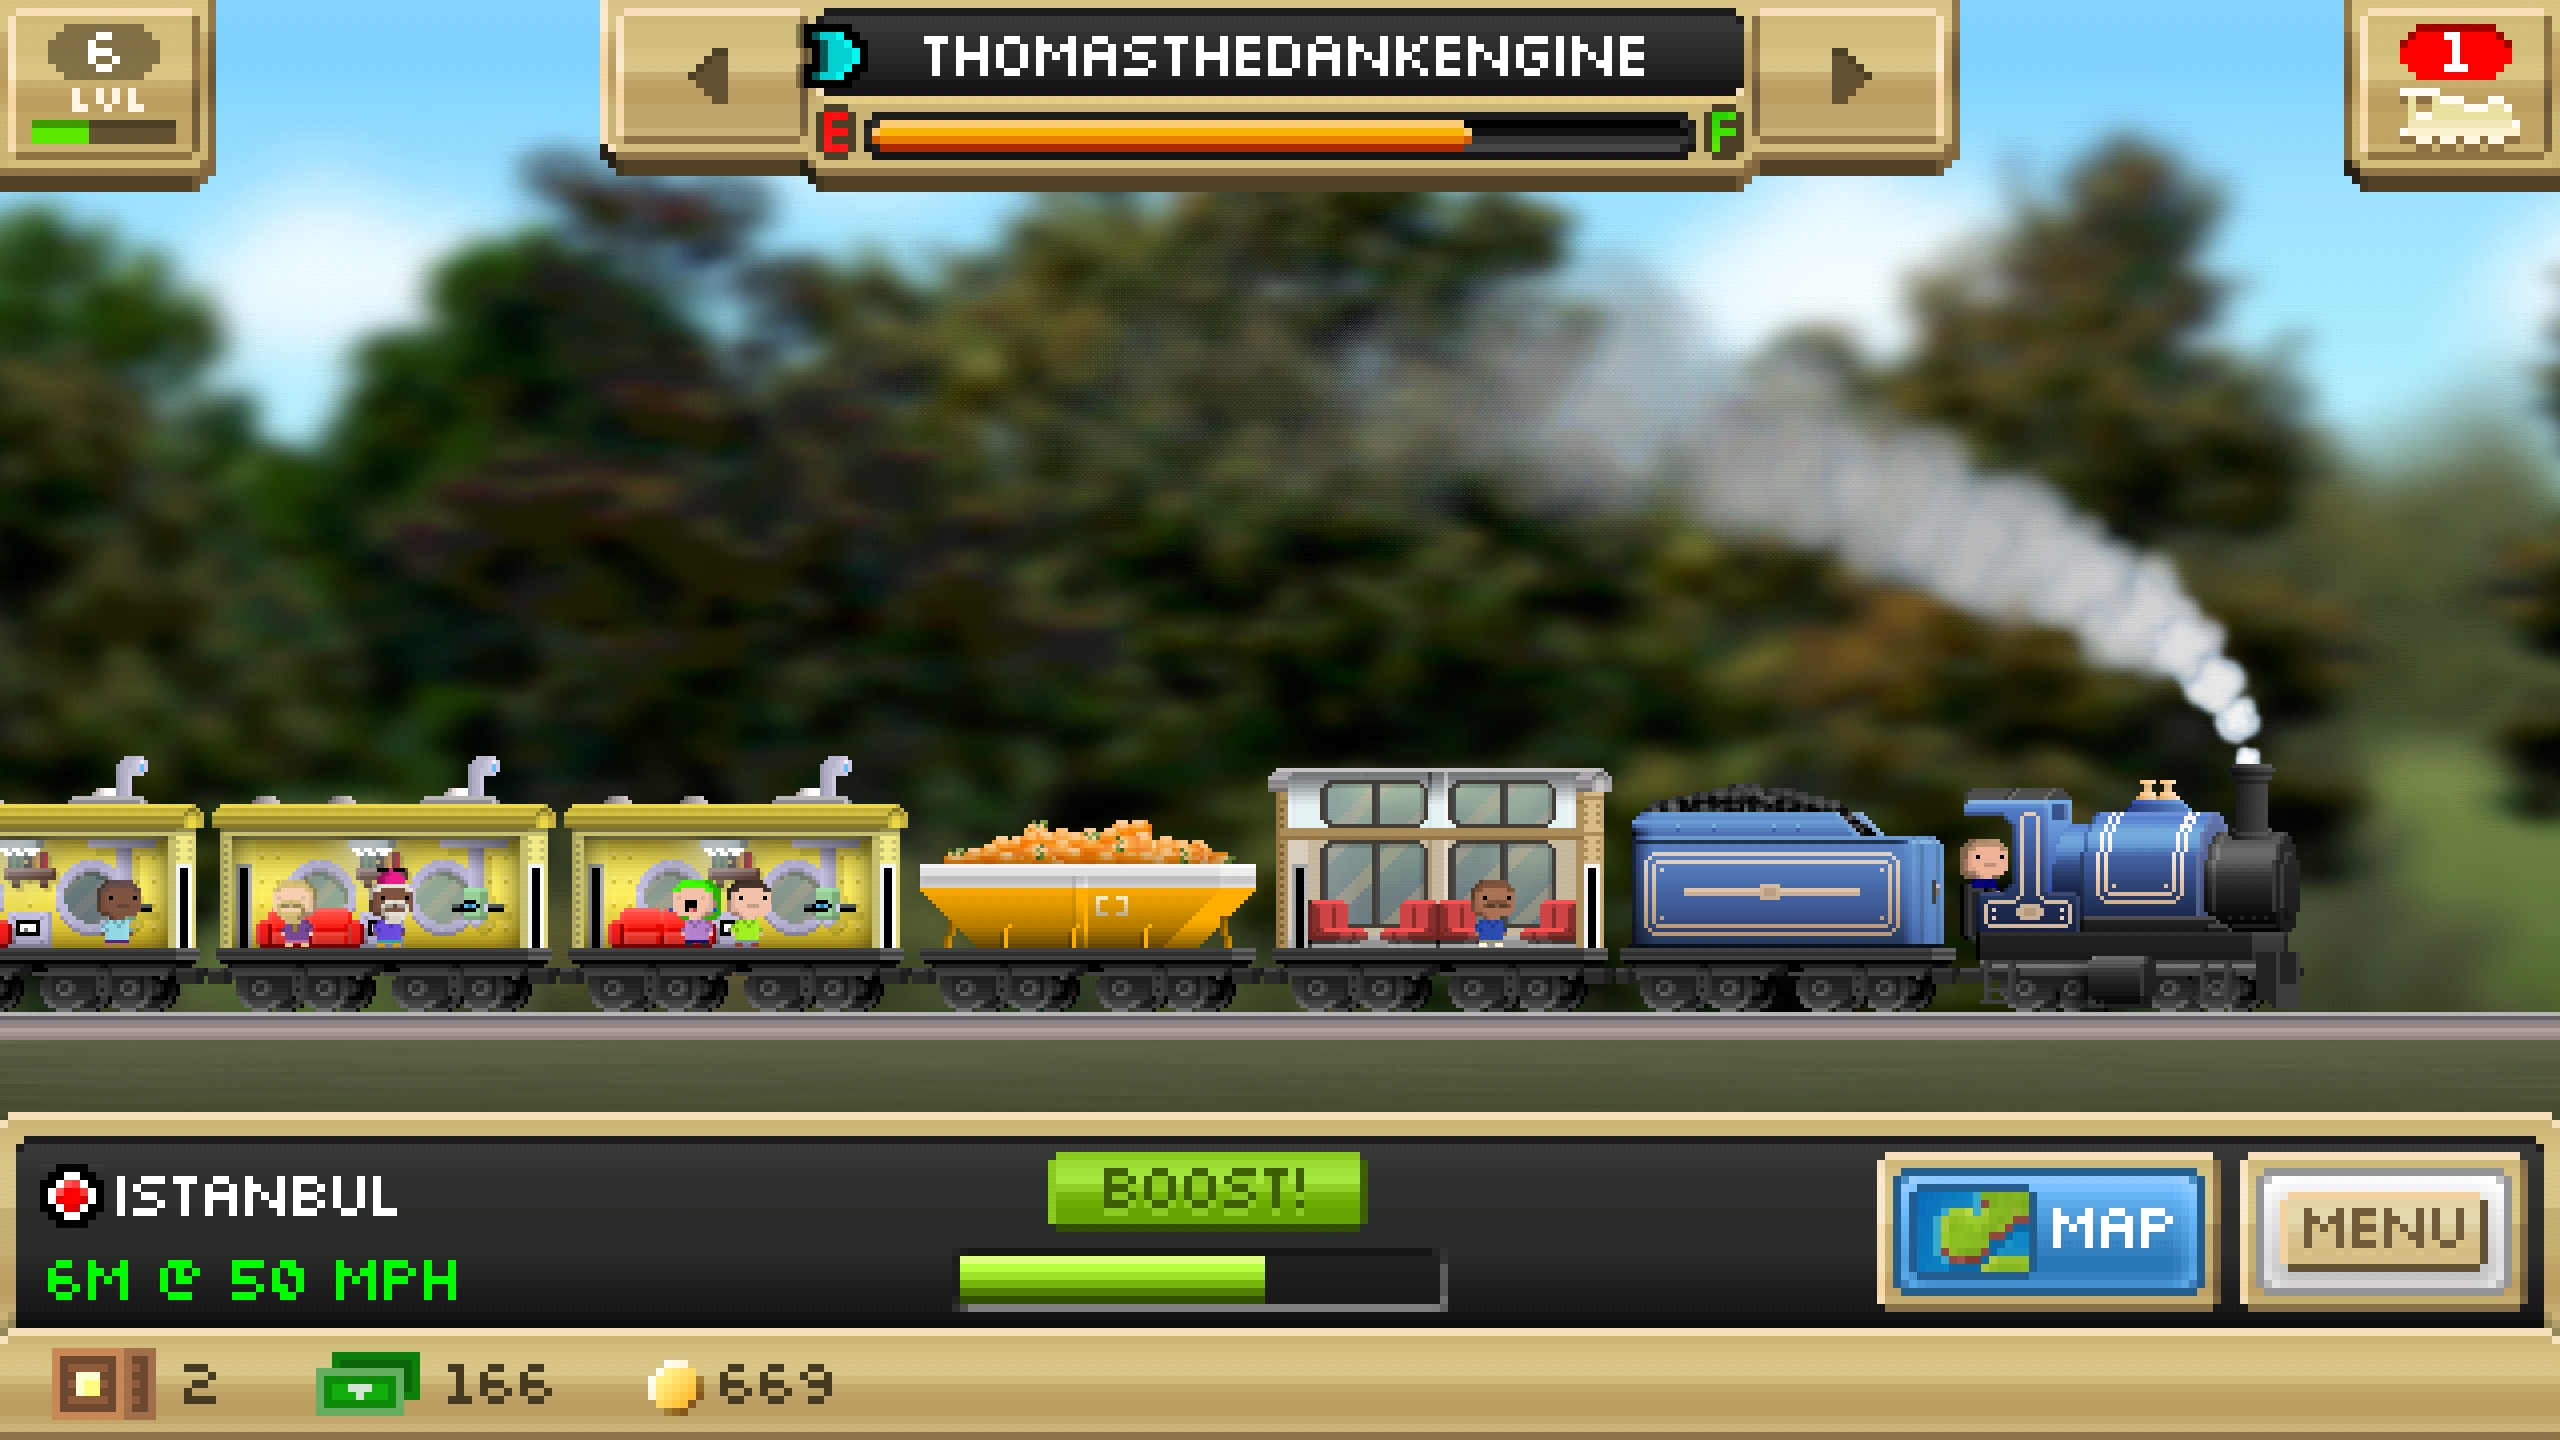 6
LVL
THOMASTHEDANKENGINE
E F
1
ISTANBUL
6M @ 50 MPH
BOOST!
MAP
MENU
2 166 669